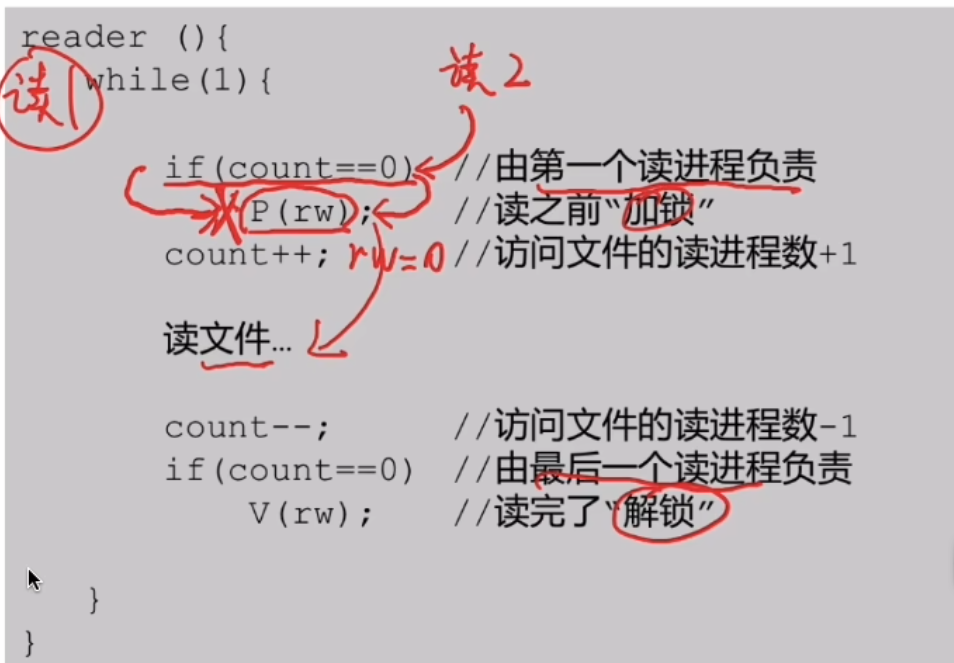 reader (){
读1 while(1){
读2
if(count==0) //由第一个读进程负责
P(rw); //读之前“加锁”
count++; rw=0 //访问文件的读进程数+1
读文件…
count--; //访问文件的读进程数-1
if(count==0) //由最后一个读进程负责
V(rw); //读完了“解锁”
}
}